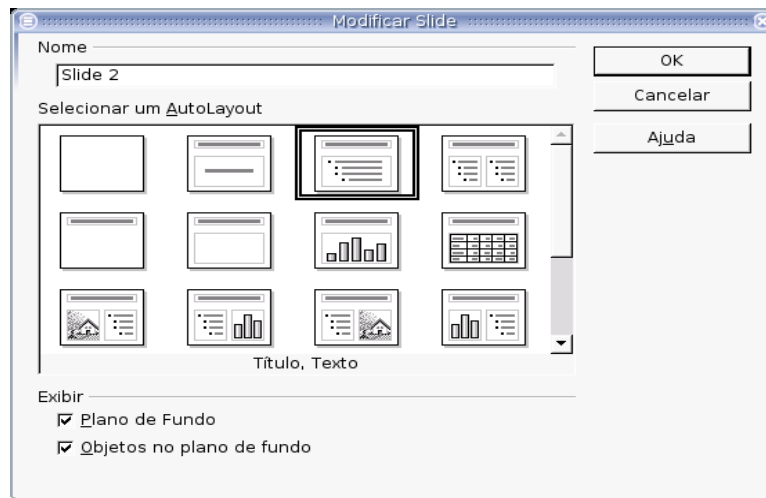 Modificar Slide
Nome
Slide 2
Selecionar um AutoLayout
Título, Texto
Exibir
Plano de Fundo
Objetos no plano de fundo
OK
Cancelar
Ajuda